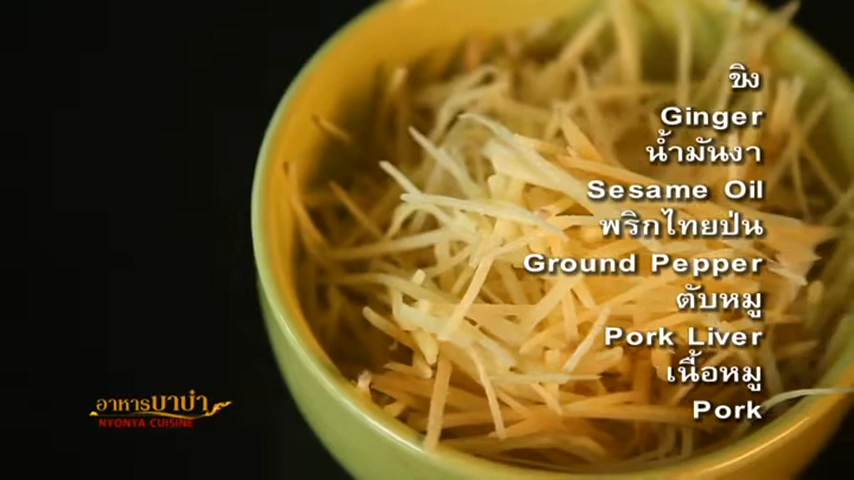 ขิง
Ginger
น้ำมันงา
Sesame Oil
พริกไทยป่น
Ground Pepper
ตับหมู
Pork Liver
เนื้อหมู
Pork
อาหารบาบ๋า
NYONYA CUISINE